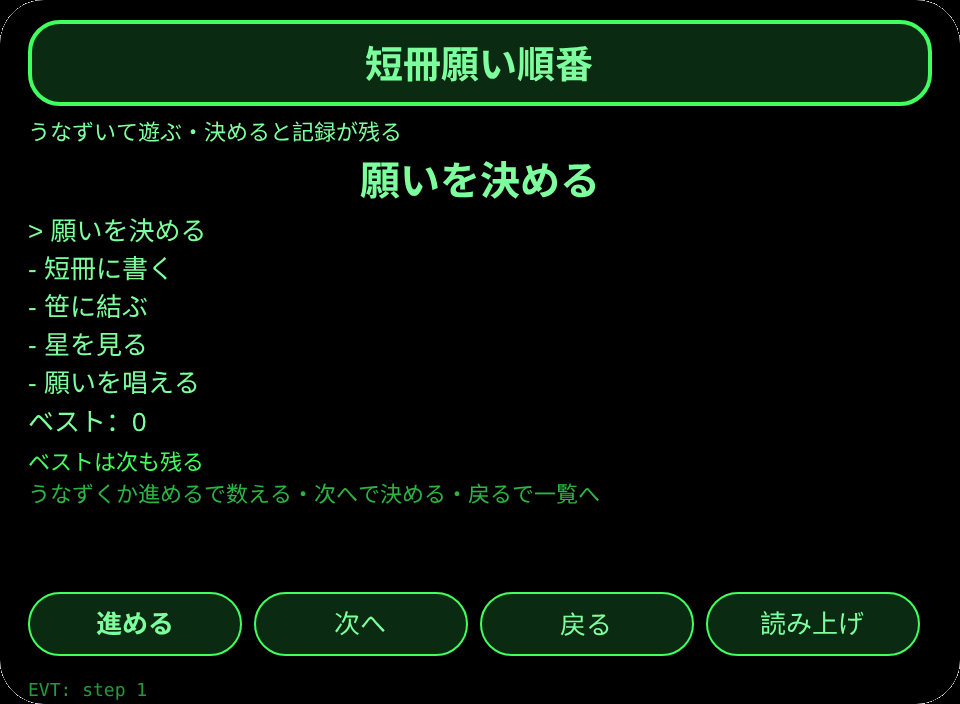 短冊願い順番
うなずいて遊ぶ・決めると記録が残る
願いを決める
> 願いを決める
- 短冊に書く
- 笹に結ぶ
- 星を見る
- 願いを唱える
ベスト: 0
ベストは次も残る
うなずくか進めるで数える・次へで決める・戻るで一覧へ
進める
次へ
戻る
読み上げ
EVT: step 1